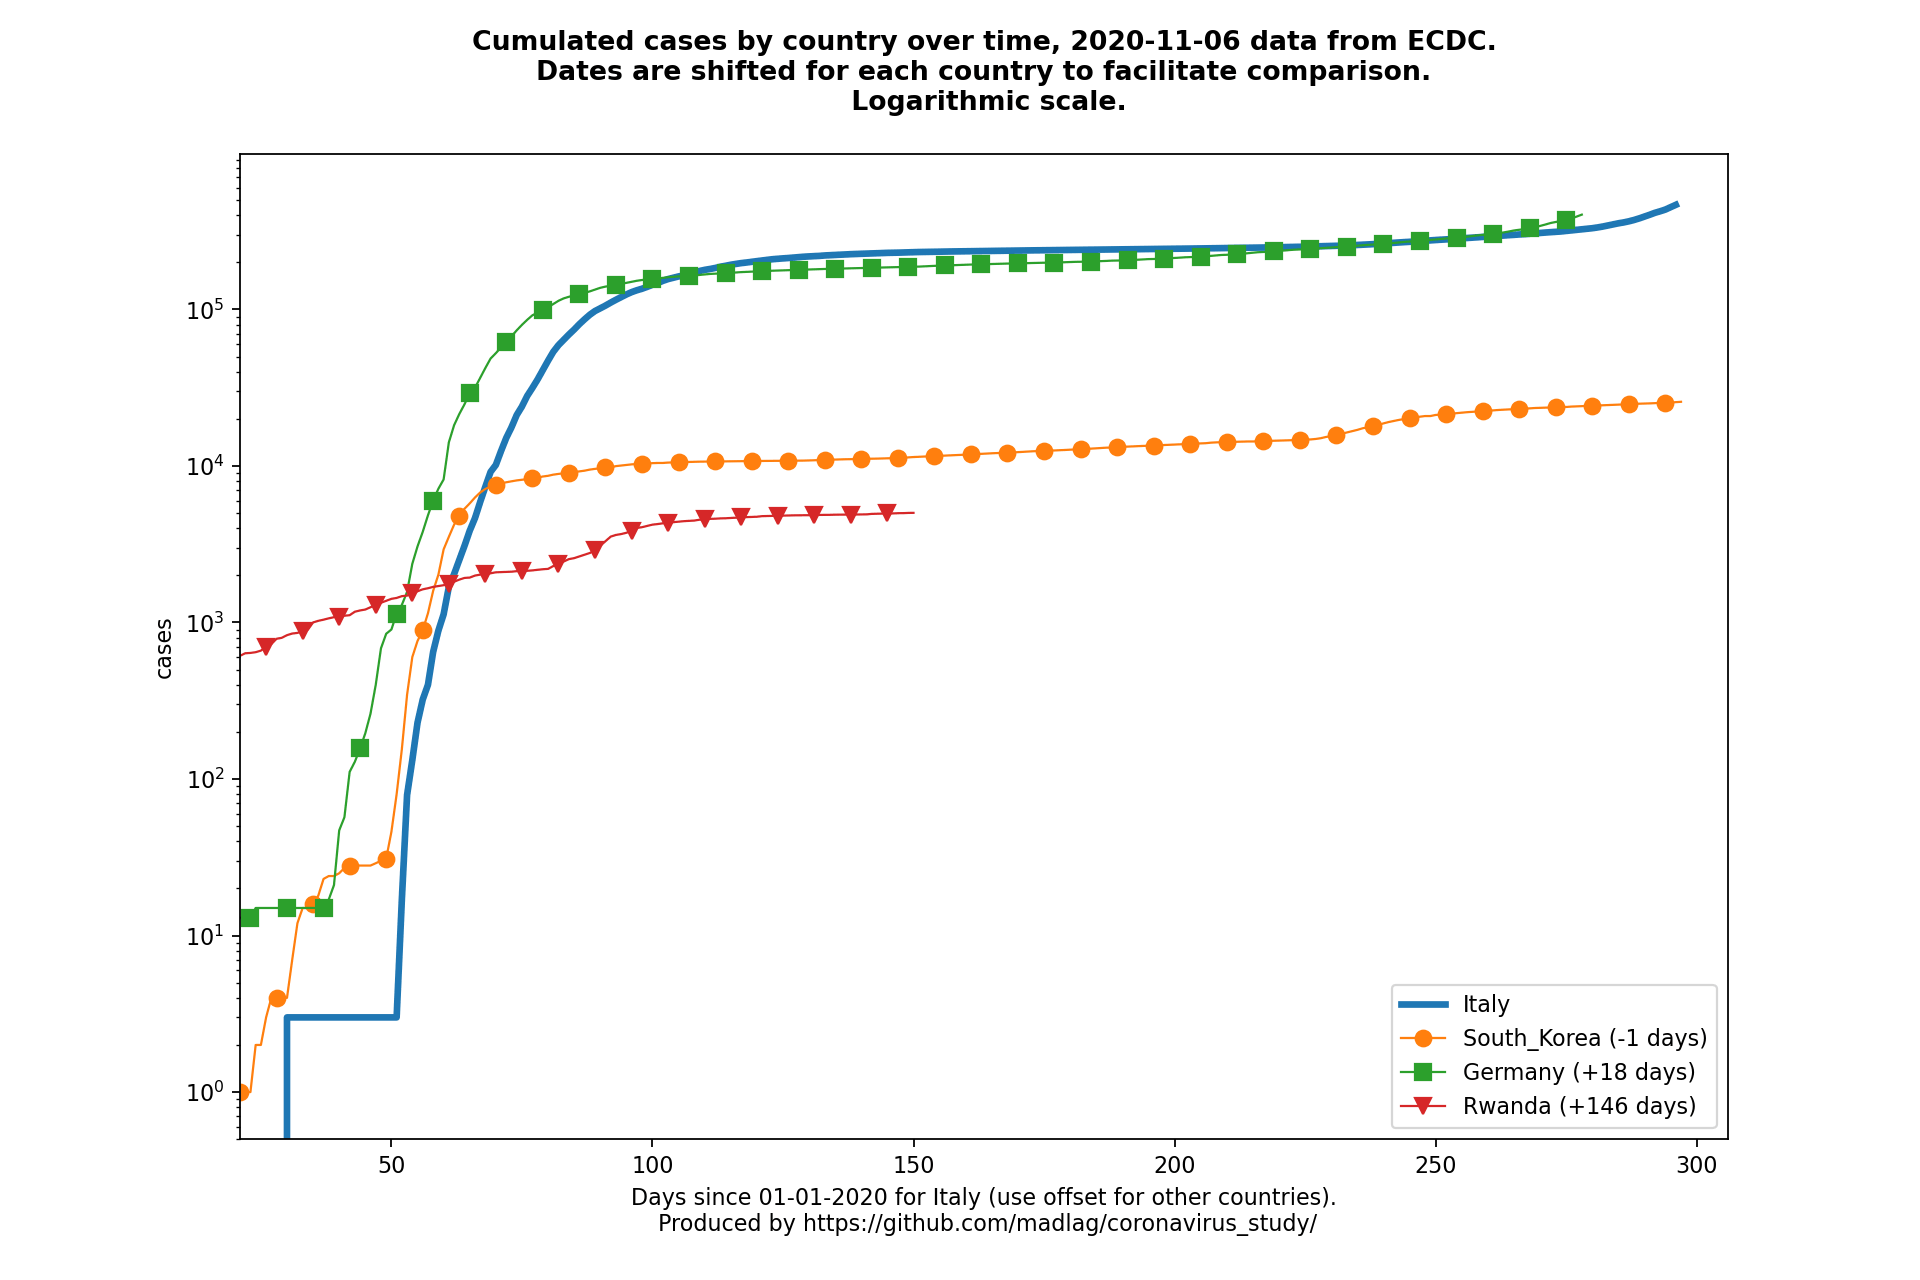 Cumulated cases by country over time, 2020-11-06 data from ECDC.
Dates are shifted for each country to facilitate comparison.
Logarithmic scale.
10^5
10^4
10^3
10^2
10^1
10^0
cases
50 100 150 200 250 300
Italy
South_Korea (-1 days)
Germany (+18 days)
Rwanda (+146 days)
Days since 01-01-2020 for Italy (use offset for other countries).
Produced by https://github.com/madlag/coronavirus_study/